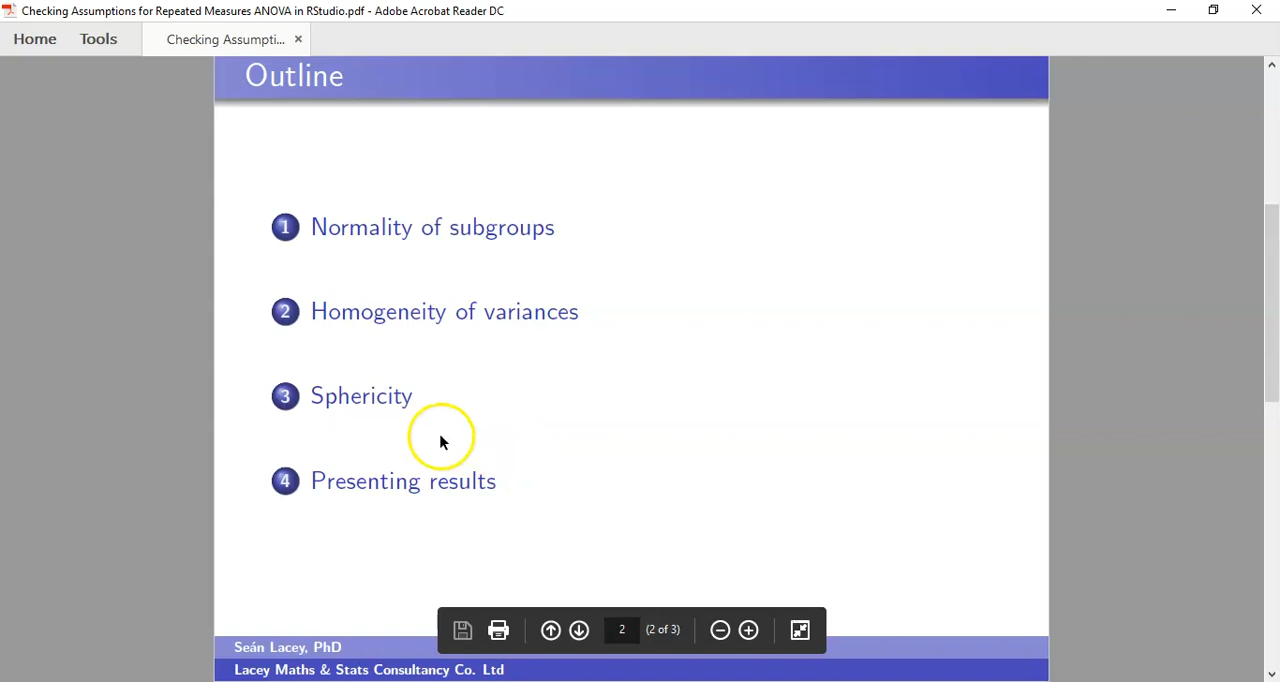 Checking Assumptions for Repeated Measures ANOVA in RStudio.pdf - Adobe Acrobat Reader DC
Home Tools Checking Assumpti... ×
Outline
1 Normality of subgroups
2 Homogeneity of variances
3 Sphericity
4 Presenting results
2 (2 of 3)
Seán Lacey, PhD
Lacey Maths & Stats Consultancy Co. Ltd